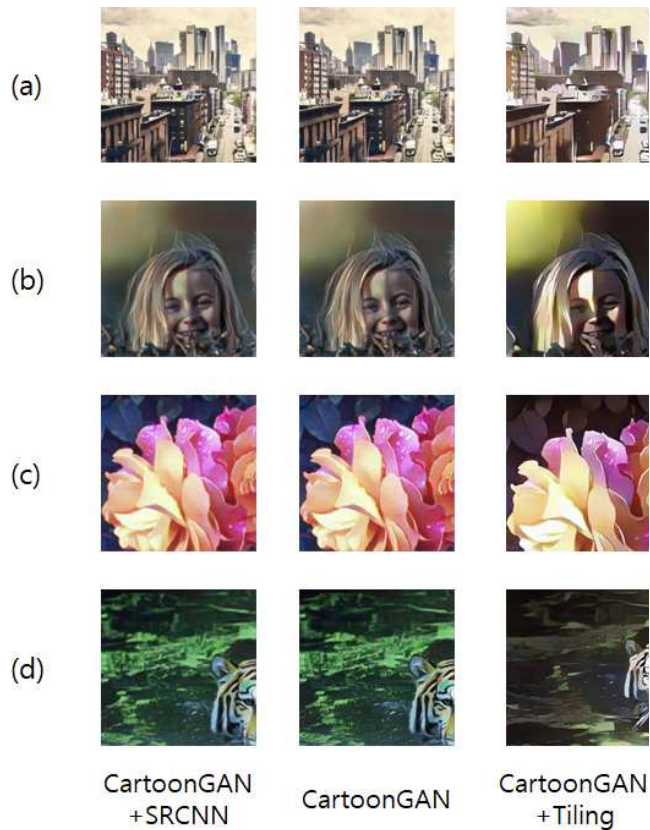 (a)
(b)
(c)
(d)
CartoonGAN
+SRCNN
CartoonGAN
CartoonGAN
+Tiling